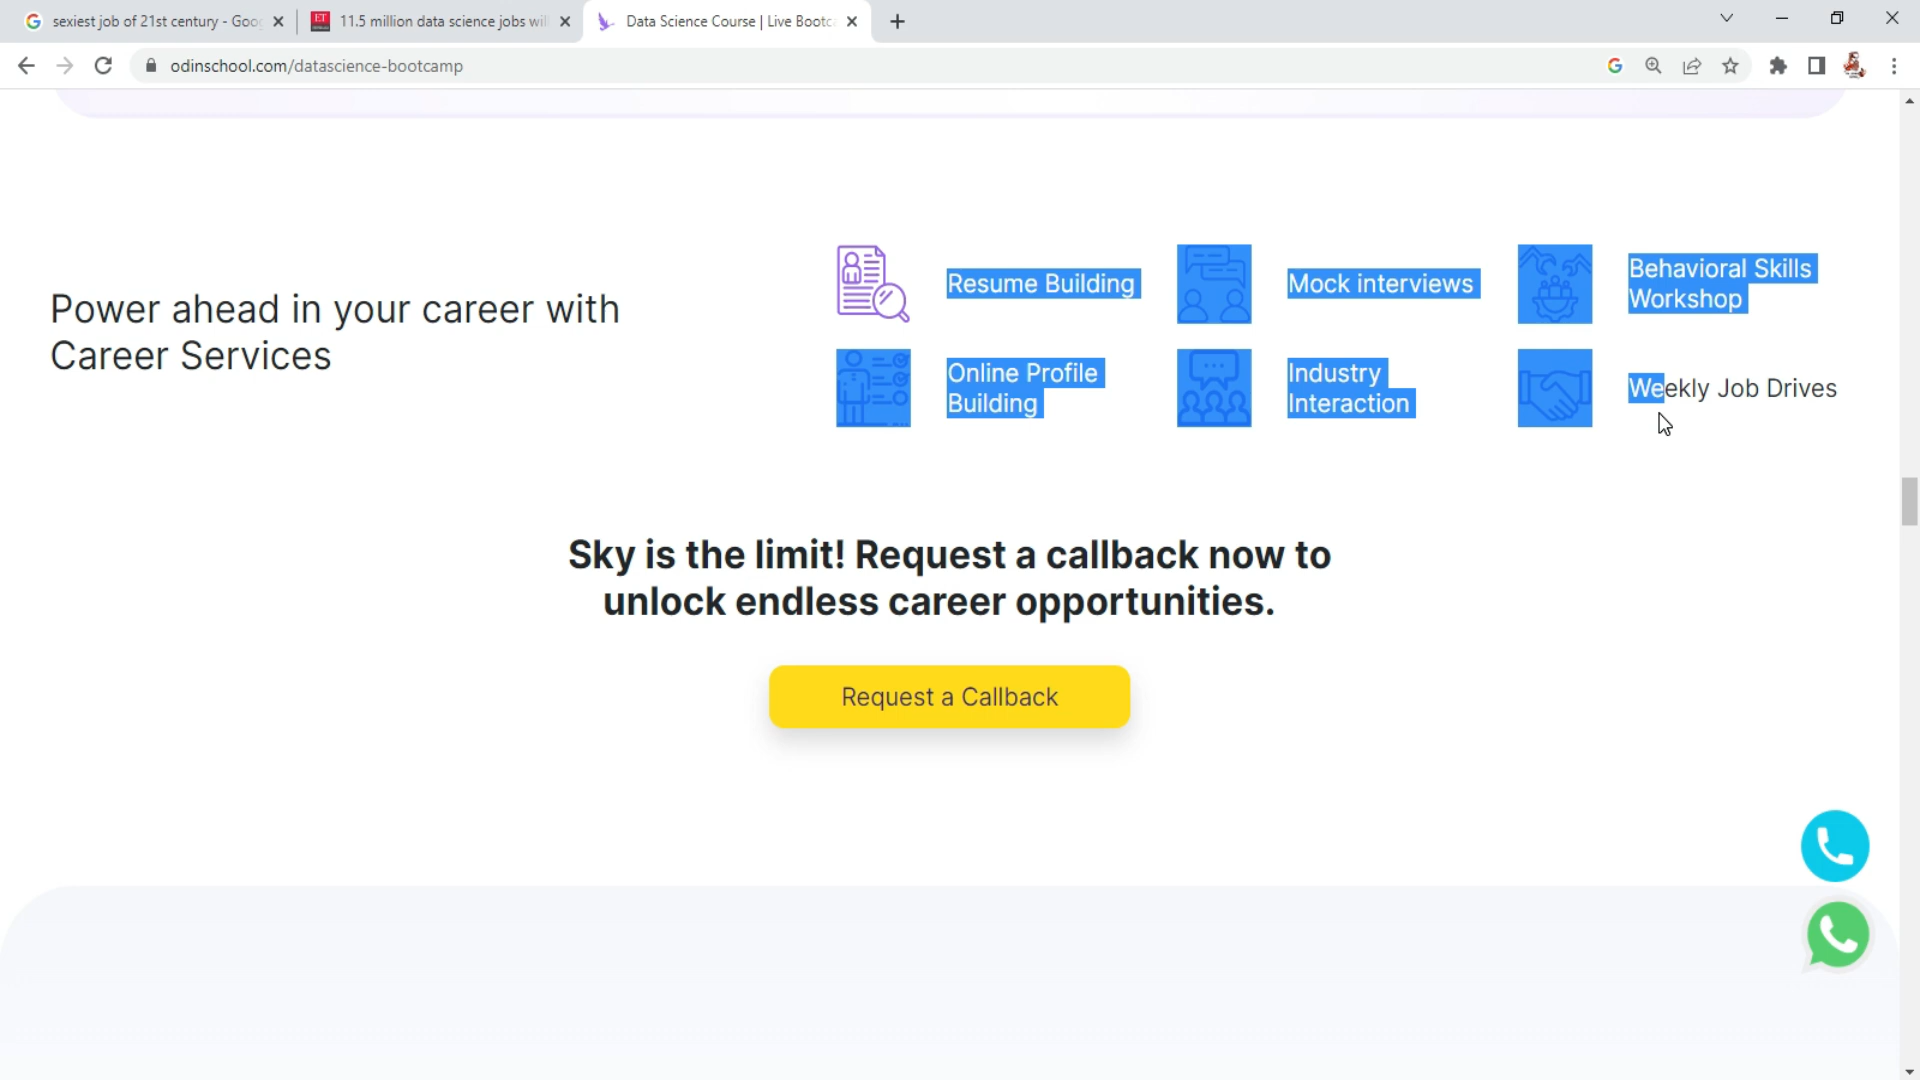 sexiest job of 21st century - Goo
ET 11.5 million data science jobs wil
Data Science Course | Live Bootc
odinschool.com/datascience-bootcamp
Power ahead in your career with
Career Services
Resume Building
Mock interviews
Behavioral Skills
Workshop
Online Profile
Building
Industry
Interaction
Weekly Job Drives
Sky is the limit! Request a callback now to
unlock endless career opportunities.
Request a Callback